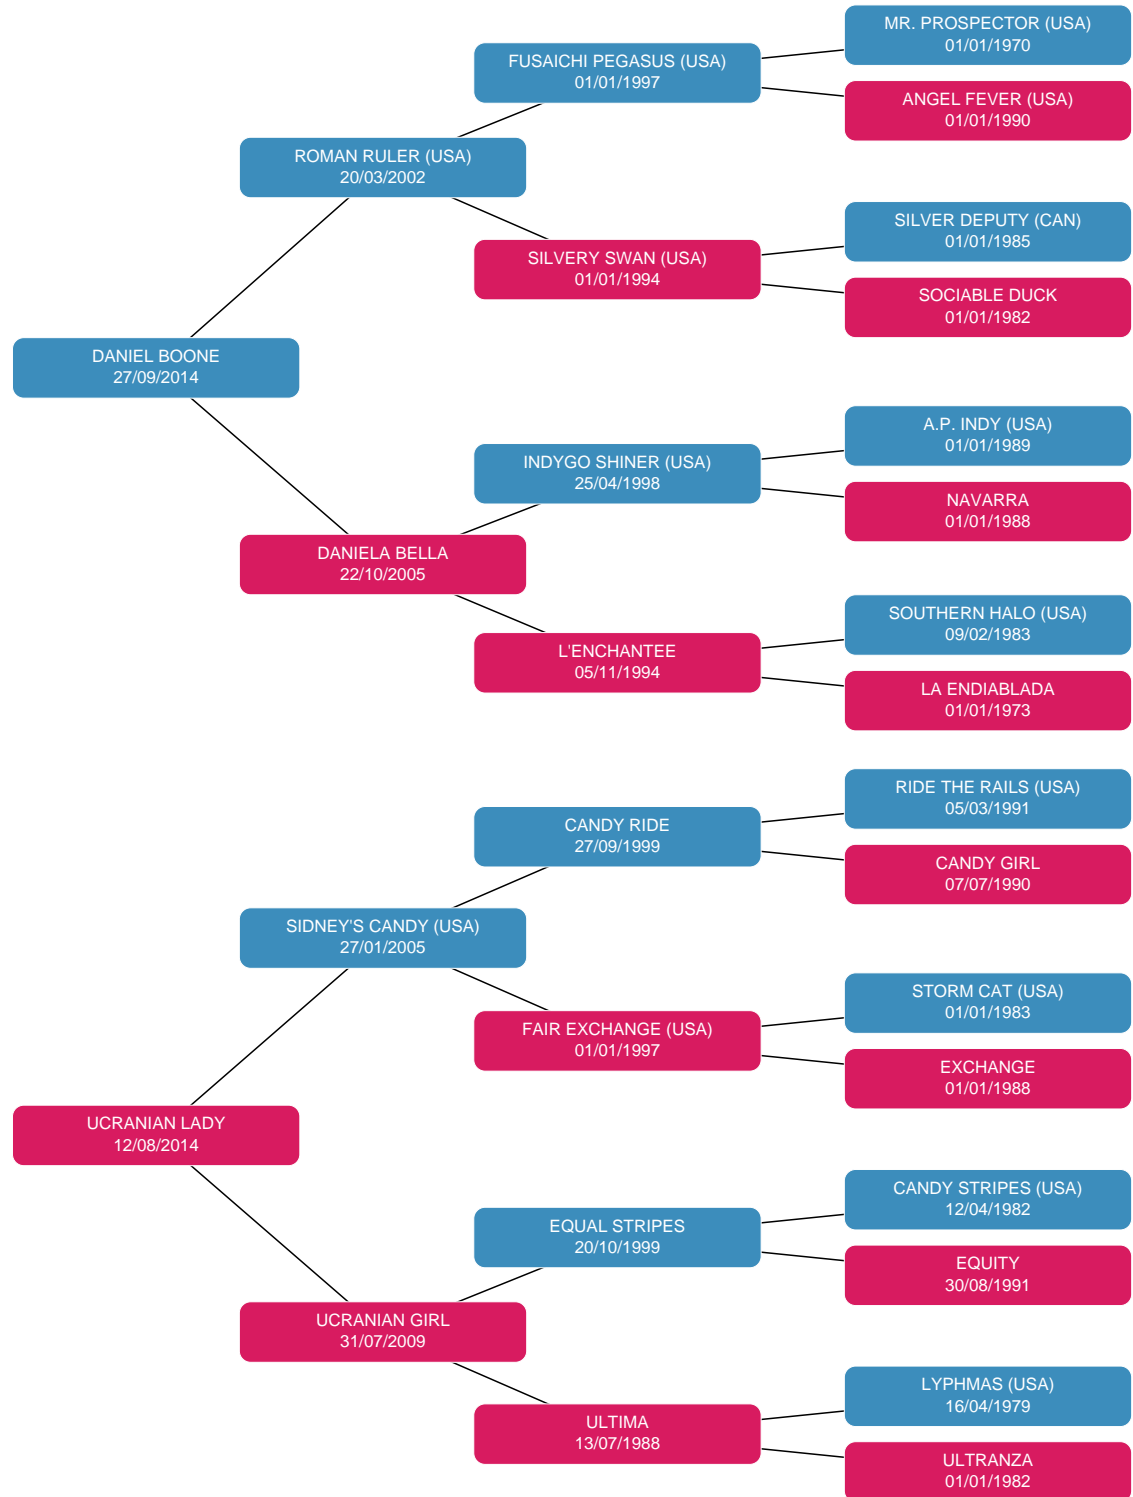 MR. PROSPECTOR (USA)
01/01/1970
FUSAICHI PEGASUS (USA)
01/01/1997
ANGEL FEVER (USA)
01/01/1990
ROMAN RULER (USA)
20/03/2002
SILVER DEPUTY (CAN)
01/01/1985
SILVERY SWAN (USA)
01/01/1994
SOCIABLE DUCK
01/01/1982
DANIEL BOONE
27/09/2014
A.P. INDY (USA)
01/01/1989
INDYGO SHINER (USA)
25/04/1998
NAVARRA
01/01/1988
DANIELA BELLA
22/10/2005
SOUTHERN HALO (USA)
09/02/1983
L'ENCHANTEE
05/11/1994
LA ENDIABLADA
01/01/1973
RIDE THE RAILS (USA)
05/03/1991
CANDY RIDE
27/09/1999
CANDY GIRL
07/07/1990
SIDNEY'S CANDY (USA)
27/01/2005
STORM CAT (USA)
01/01/1983
FAIR EXCHANGE (USA)
01/01/1997
EXCHANGE
01/01/1988
UCRANIAN LADY
12/08/2014
CANDY STRIPES (USA)
12/04/1982
EQUAL STRIPES
20/10/1999
EQUITY
30/08/1991
UCRANIAN GIRL
31/07/2009
LYPHMAS (USA)
16/04/1979
ULTIMA
13/07/1988
ULTRANZA
01/01/1982